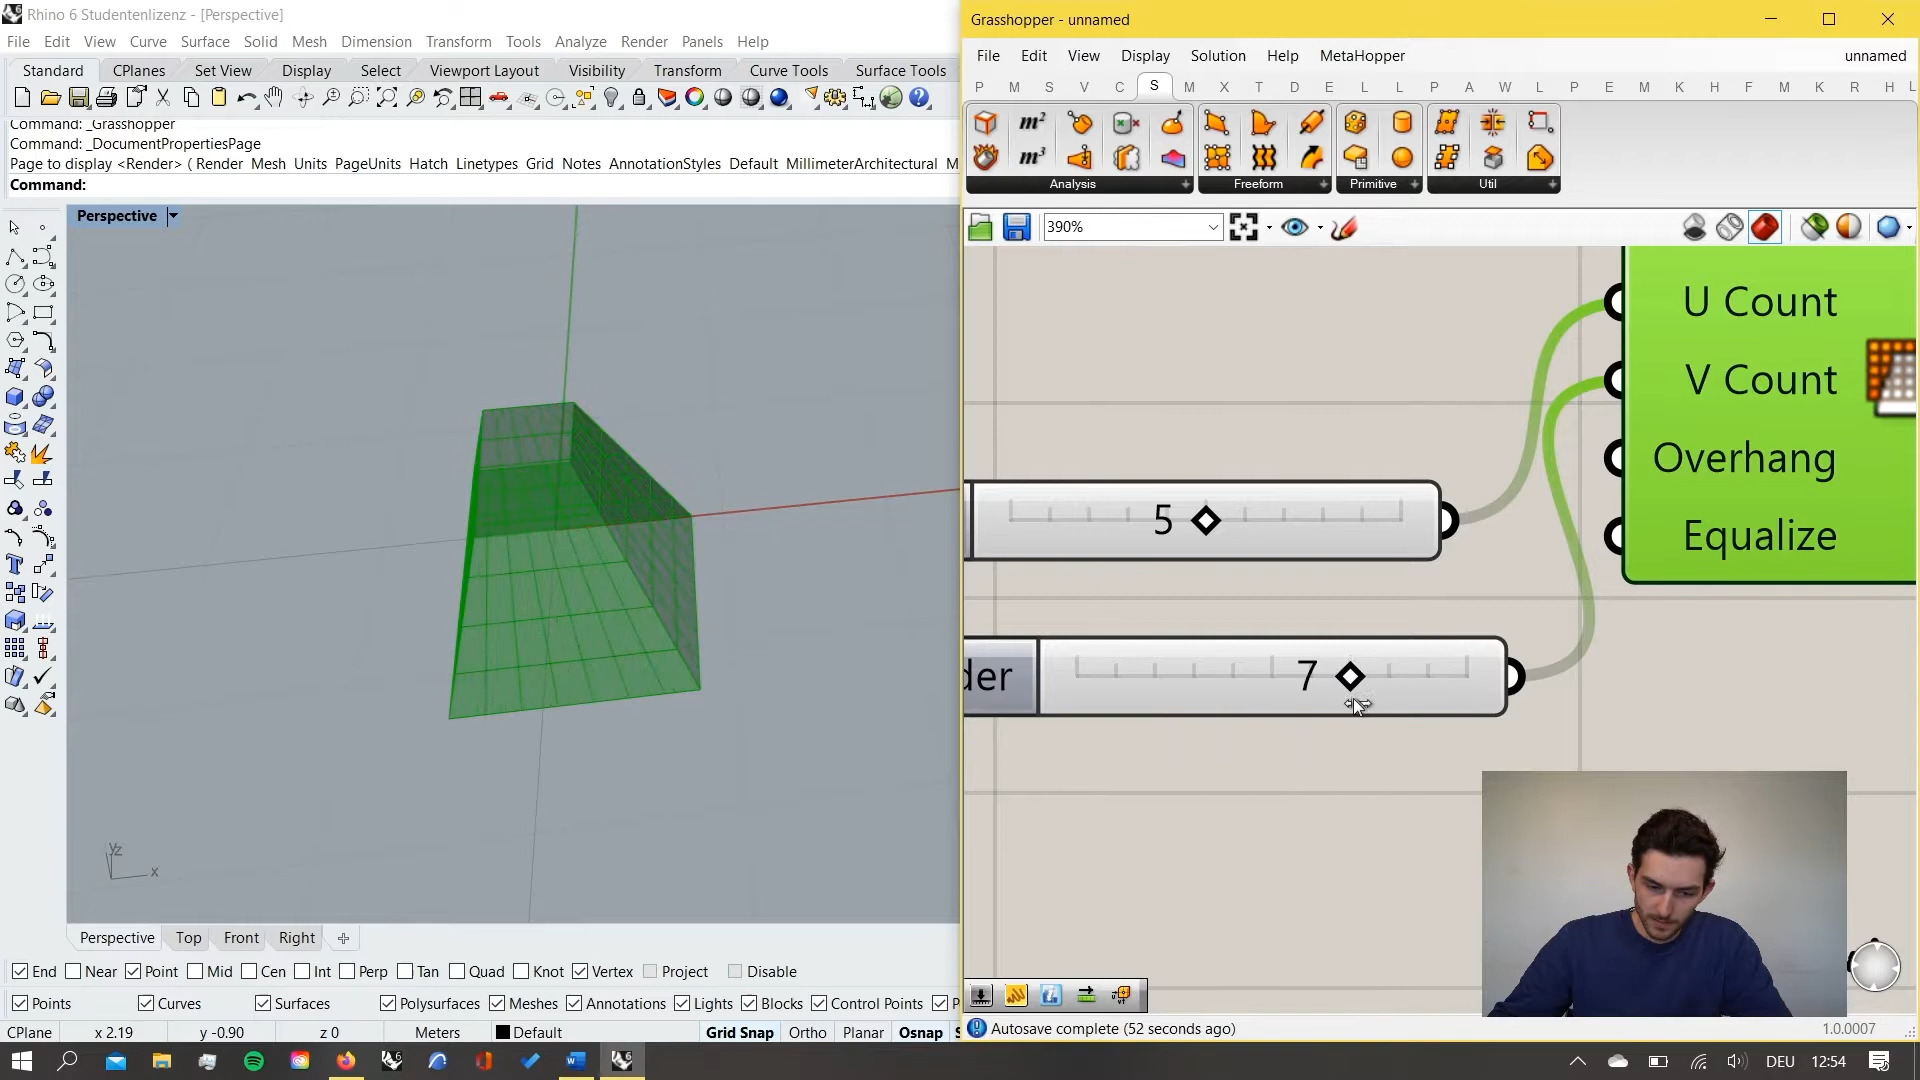 Rhino 6 Studentenlizenz - [Perspective]
File Edit View Curve Surface Solid Mesh Dimension Transform Tools Analyze Render Panels Help
Standard CPlanes Set View Display Select Viewport Layout Visibility Transform Curve Tools Surface Tools
Command: _Grasshopper
Command: _DocumentPropertiesPage
Page to display <Render> ( Render Mesh Units PageUnits Hatch Linetypes Grid Notes AnnotationStyles Default MillimeterArchitectural M
Command:
Perspective
yz
x
Perspective Top Front Right
End Near Point Mid Cen Int Perp Tan Quad Knot Vertex Project Disable
Points Curves Surfaces Polysurfaces Meshes Annotations Lights Blocks Control Points P
CPlane x 2.19 y -0.90 z 0 Meters Default Grid Snap Ortho Planar Osnap S
Grasshopper - unnamed
File Edit View Display Solution Help MetaHopper unnamed
P M S V C S M X T D E L L P A W L P E M K H F M K R H L
m²
m³
Analysis Freeform Primitive Util
390%
U Count
V Count
Overhang
Equalize
5
der 7
Autosave complete (52 seconds ago) 1.0.0007
DEU 12:54